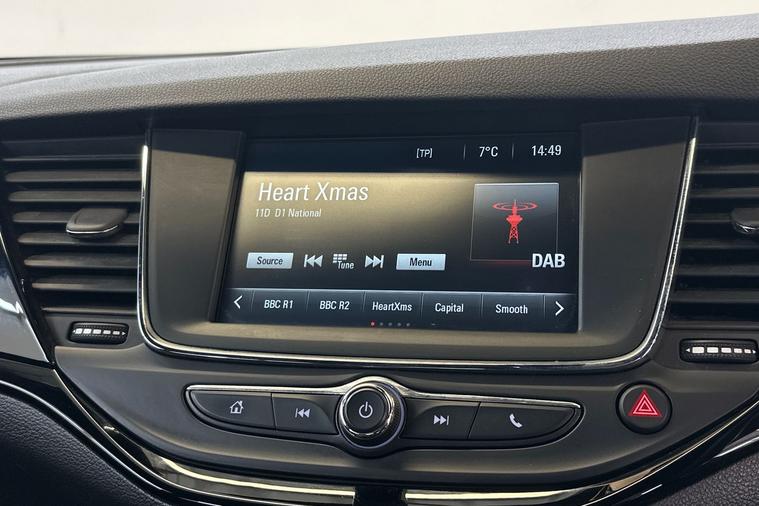 [TP] 7°C 14:49
Heart Xmas
11D D1 National
DAB
Source Tune Menu
BBC R1 BBC R2 HeartXms Capital Smooth